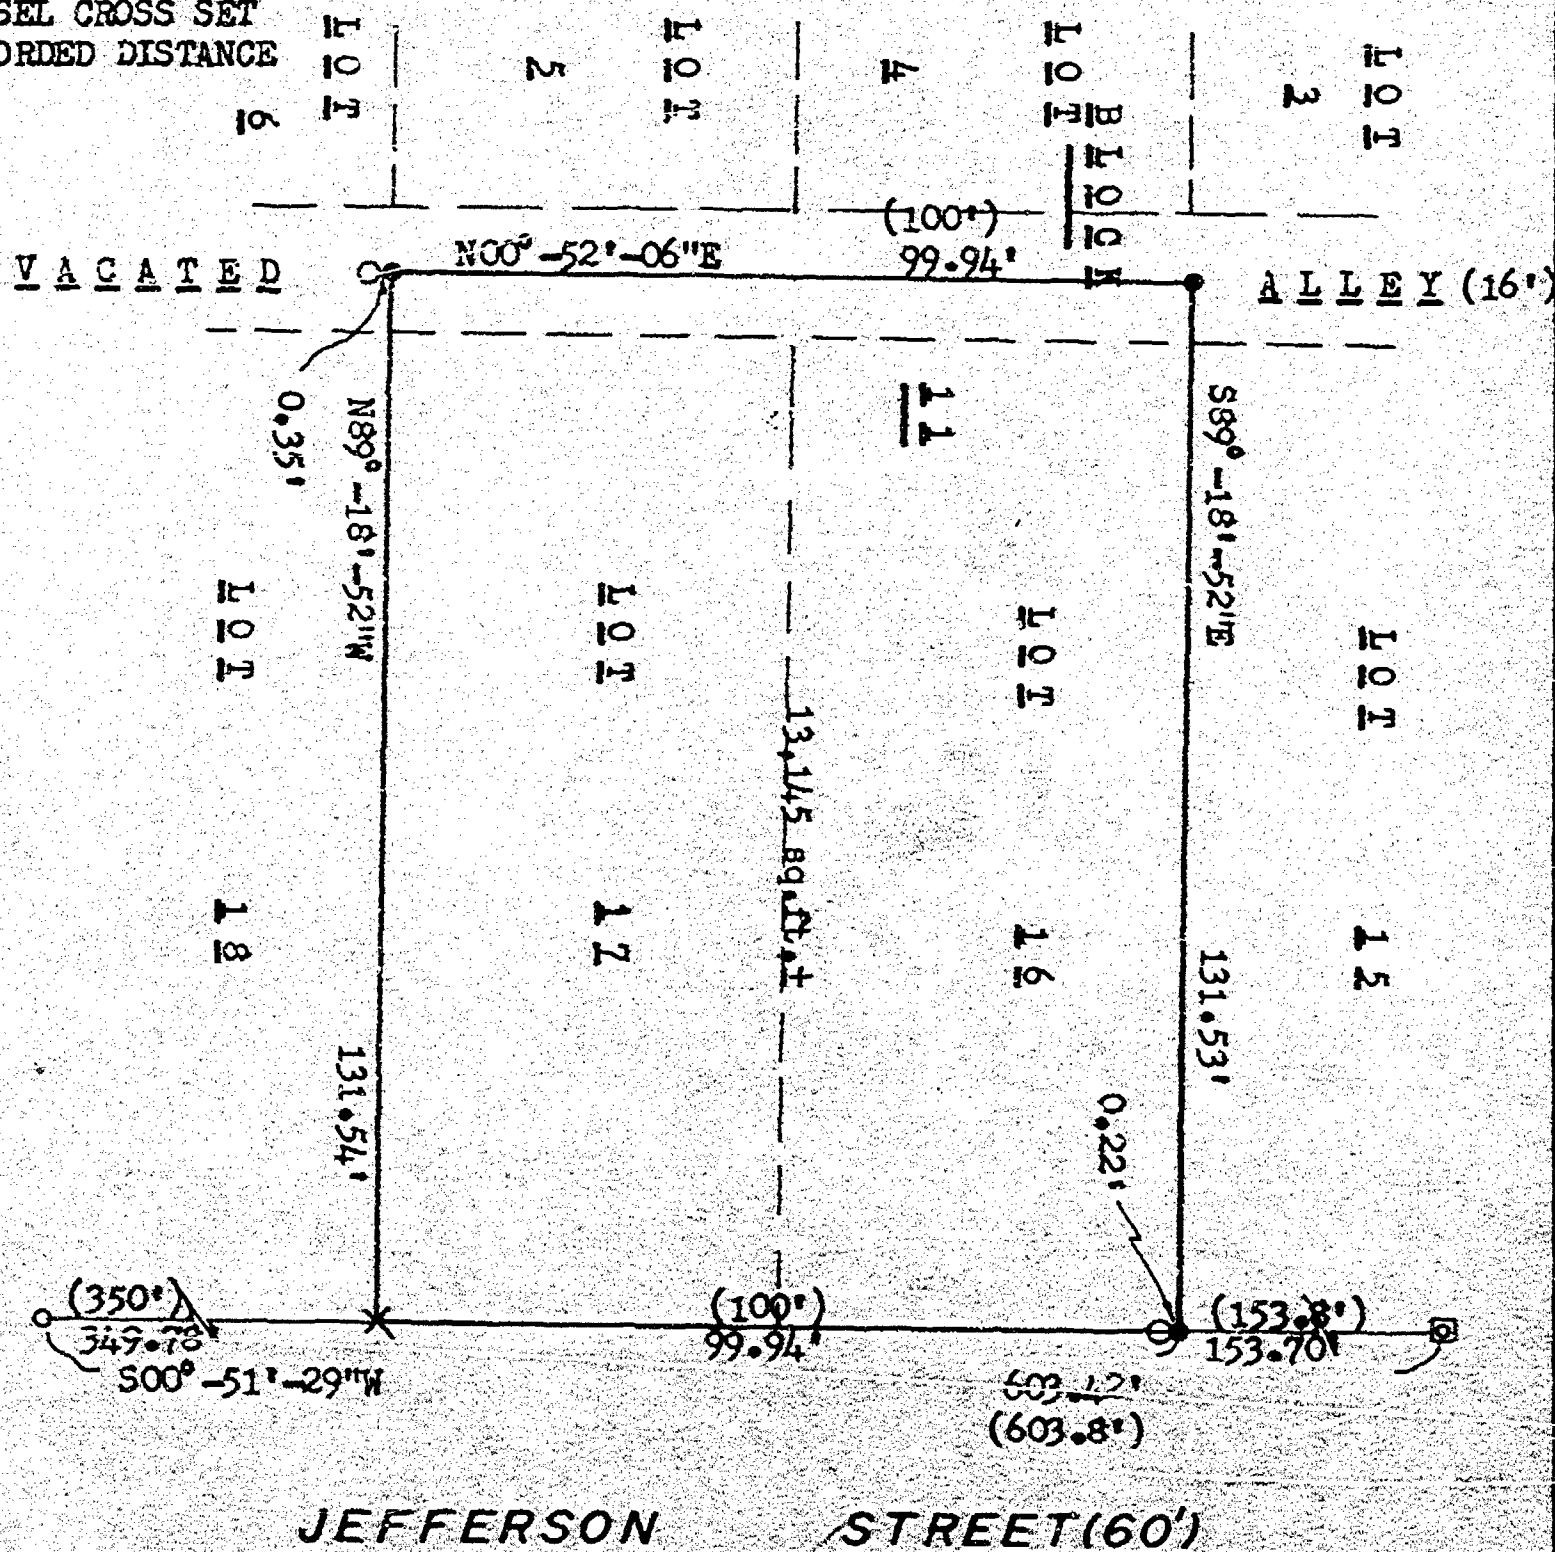 SEL CROSS SET
ORDED DISTANCE
LOT
6
LOT
5
LOT
4
LOT
3
BLOCK
11
VACATED
N00°-52'-06"E
(100')
99.94'
ALLEY (16')
0.35'
N89°-18'-52"W
131.54'
S89°-18'-52"E
131.53'
LOT
18
LOT
17
13,145 sq.ft.±
LOT
16
LOT
15
0.22'
(350')
349.78
S00°-51'-29"W
(100')
99.94'
(153.8')
153.70'
603.42'
(603.8')
JEFFERSON STREET (60')